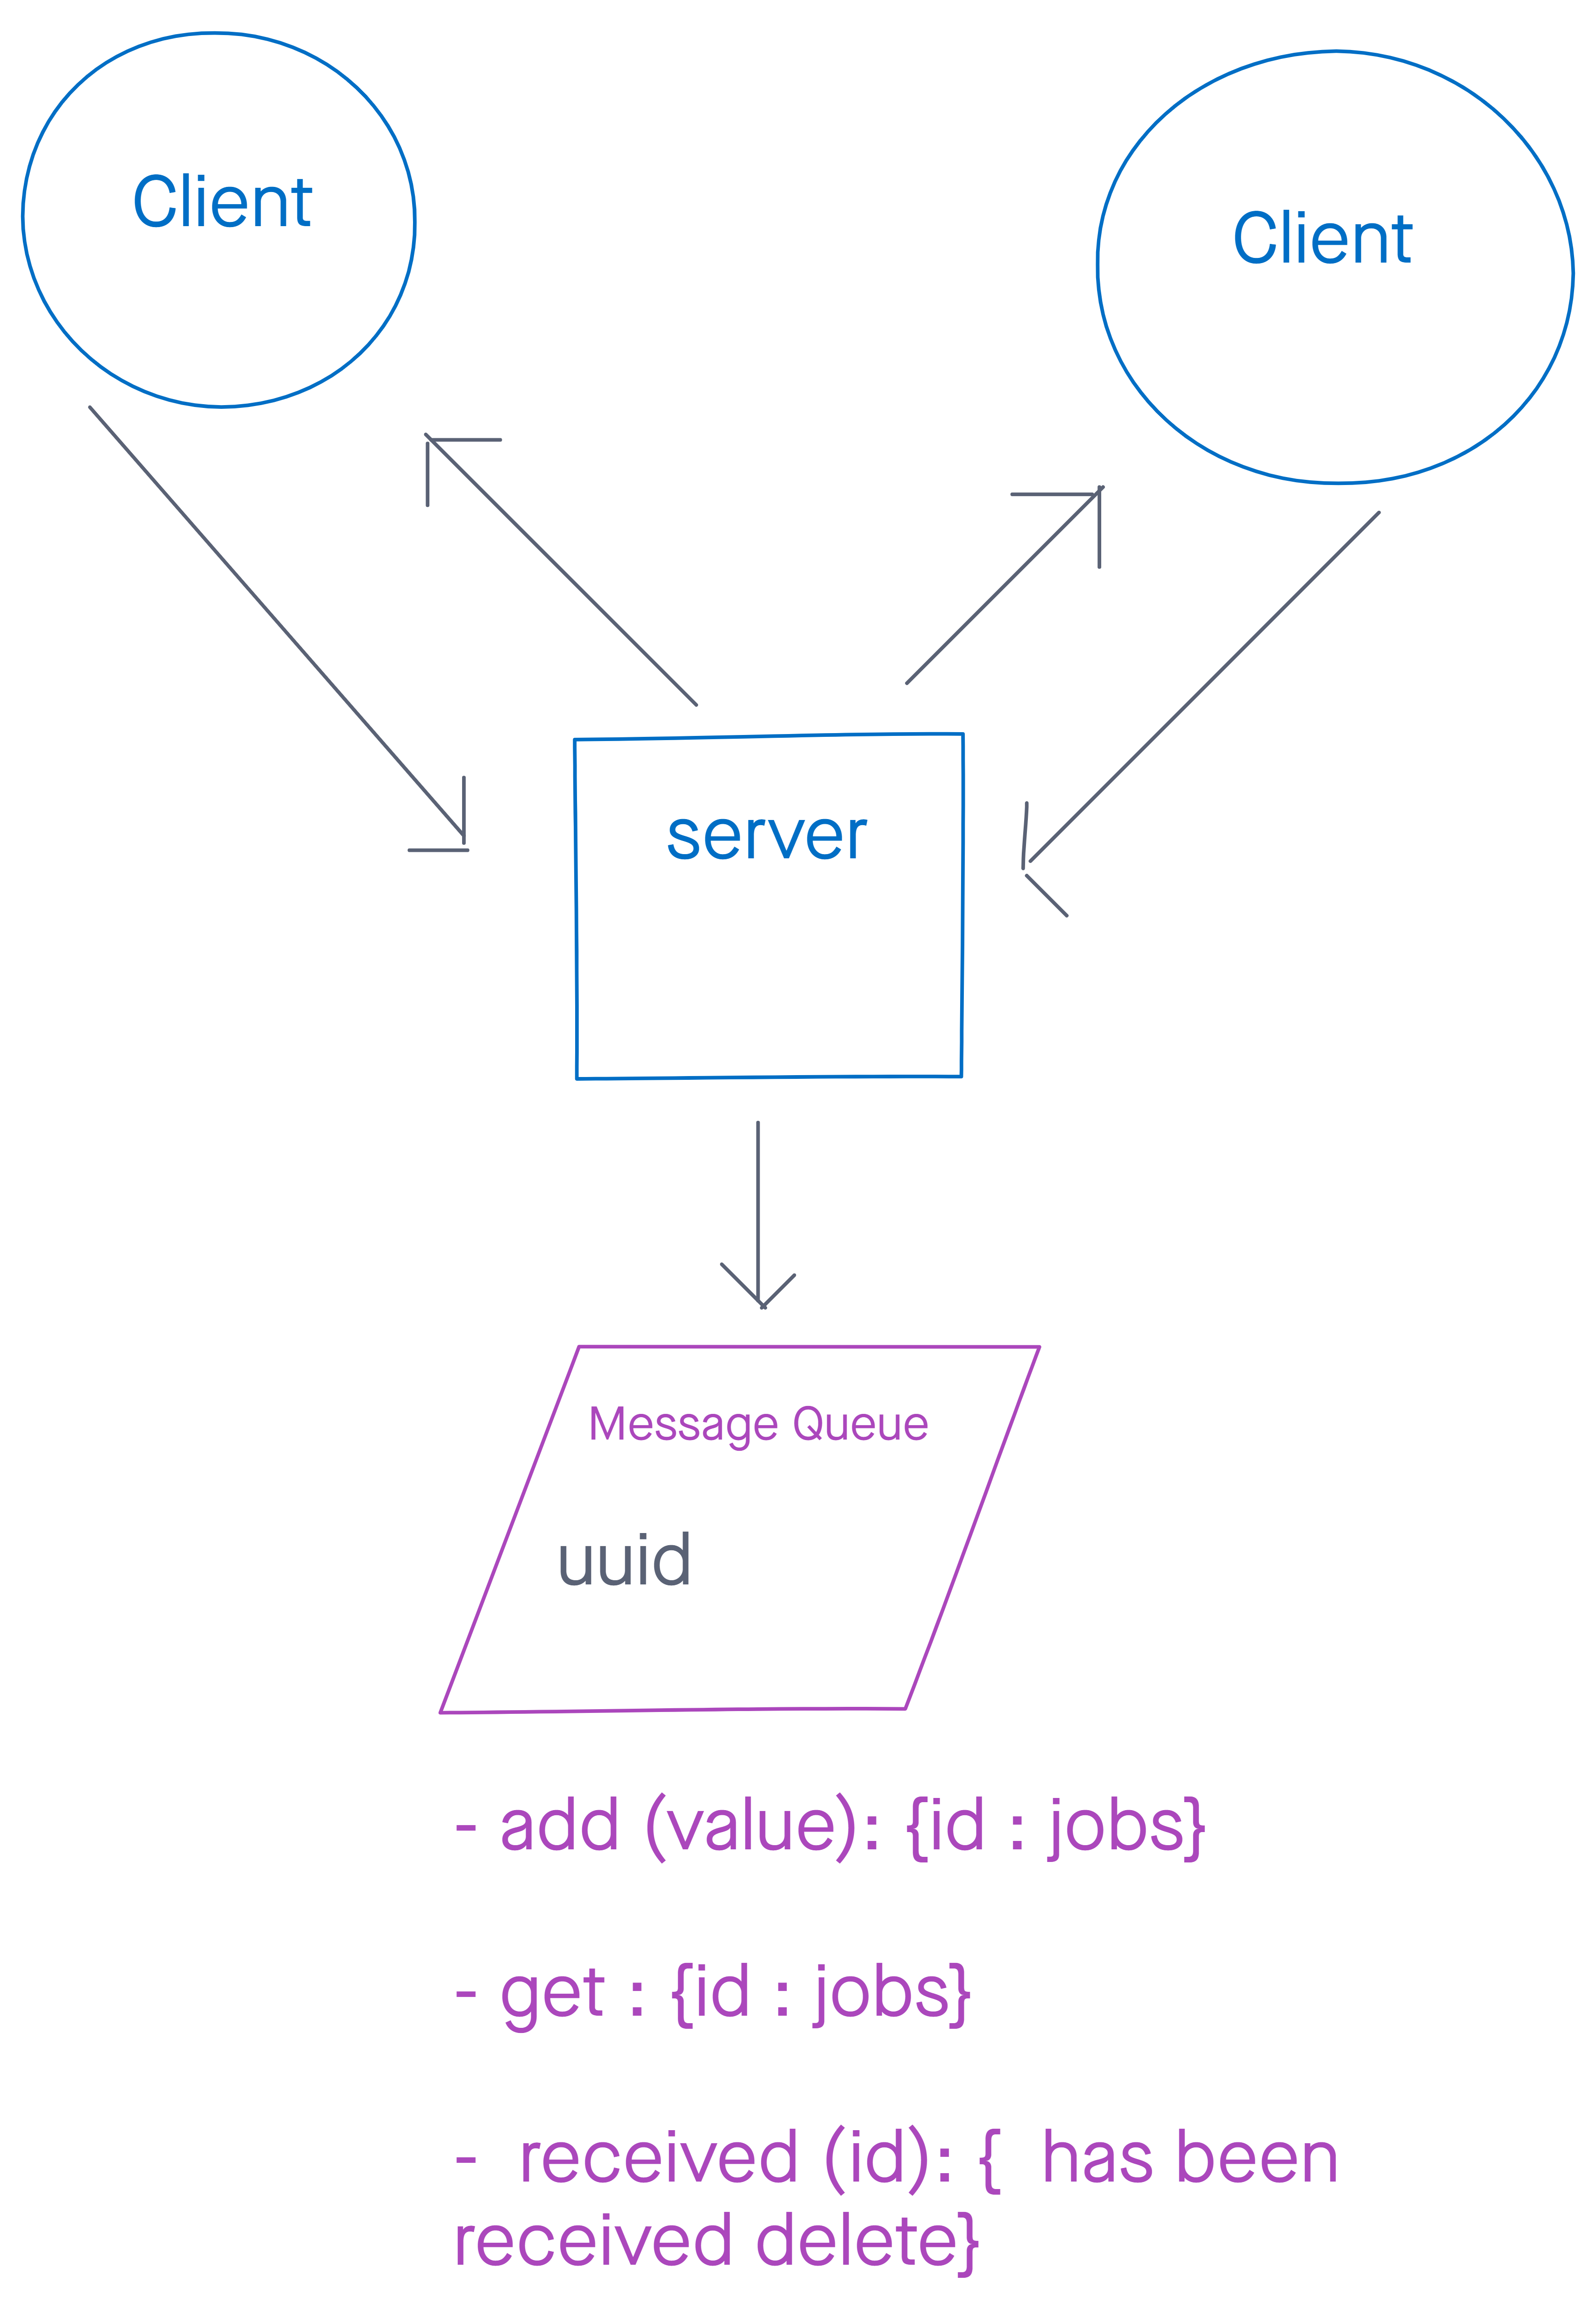 Client
Client
server
Message Queue
uuid
- add (value): {id : jobs}
- get : {id : jobs}
-  received (id): {  has been
received delete}